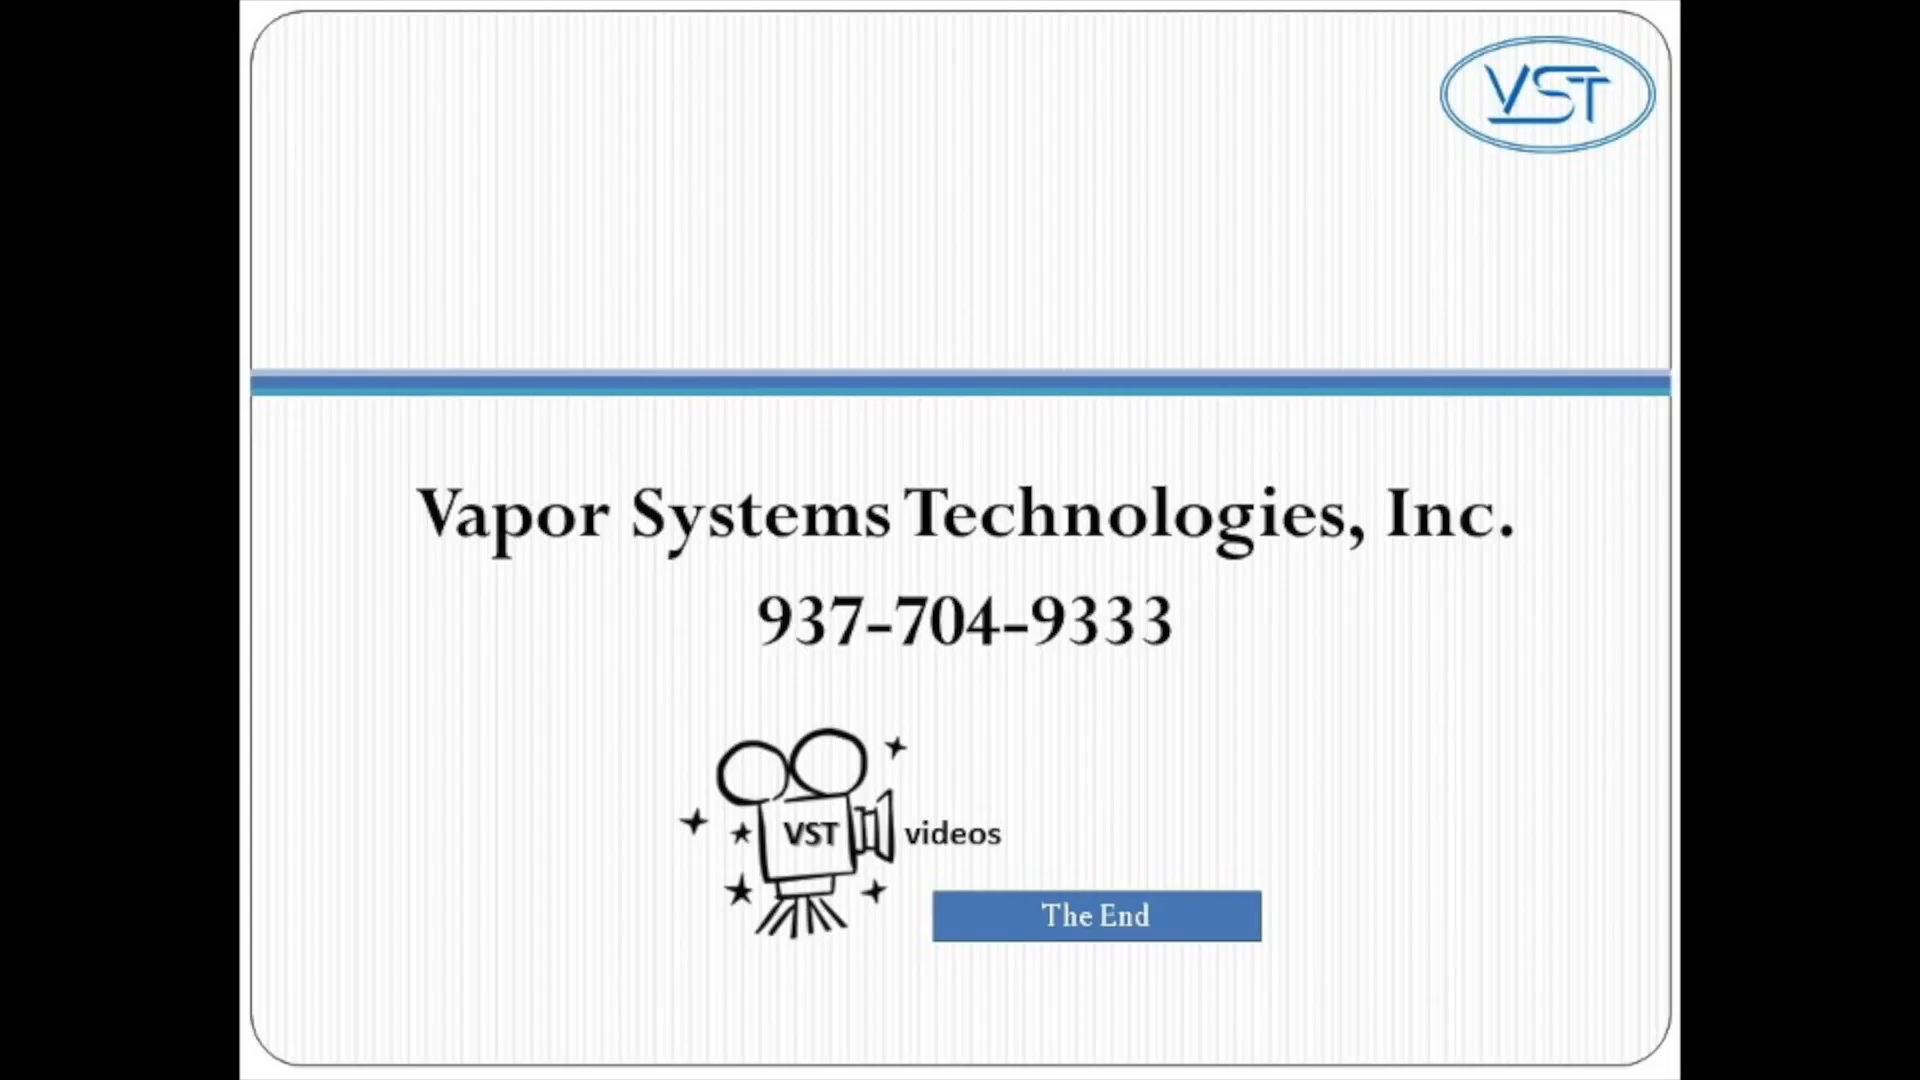 VST
Vapor Systems Technologies, Inc.
937-704-9333
VST videos
The End